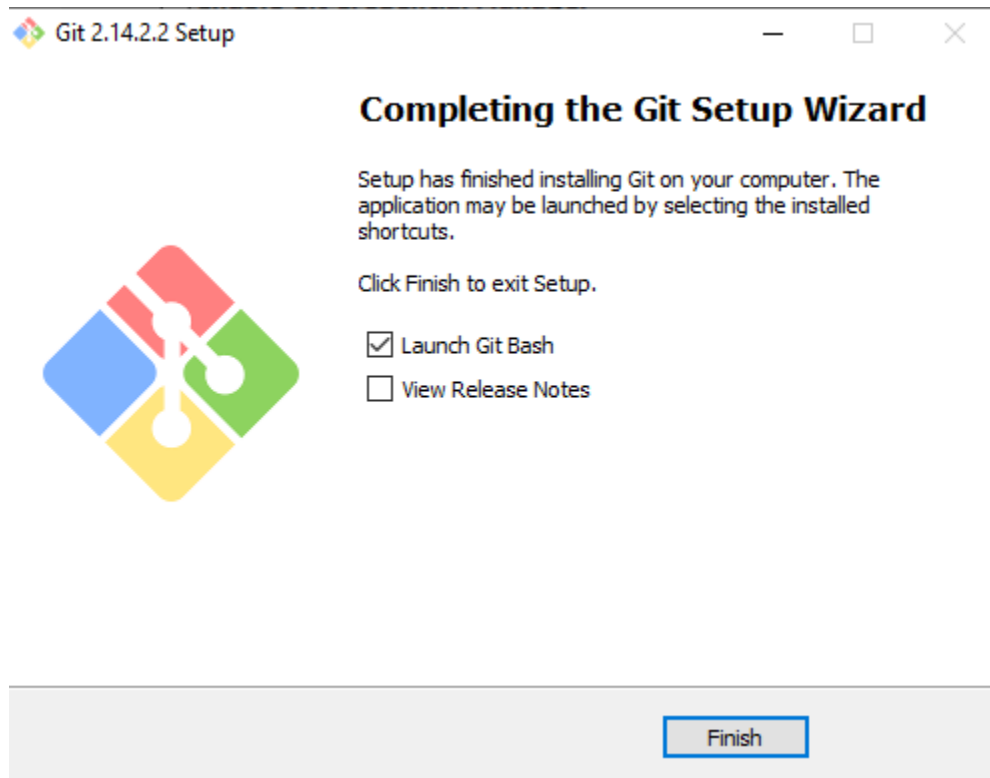 Git 2.14.2.2 Setup
Completing the Git Setup Wizard
Setup has finished installing Git on your computer. The
application may be launched by selecting the installed
shortcuts.
Click Finish to exit Setup.
Launch Git Bash
View Release Notes
Finish